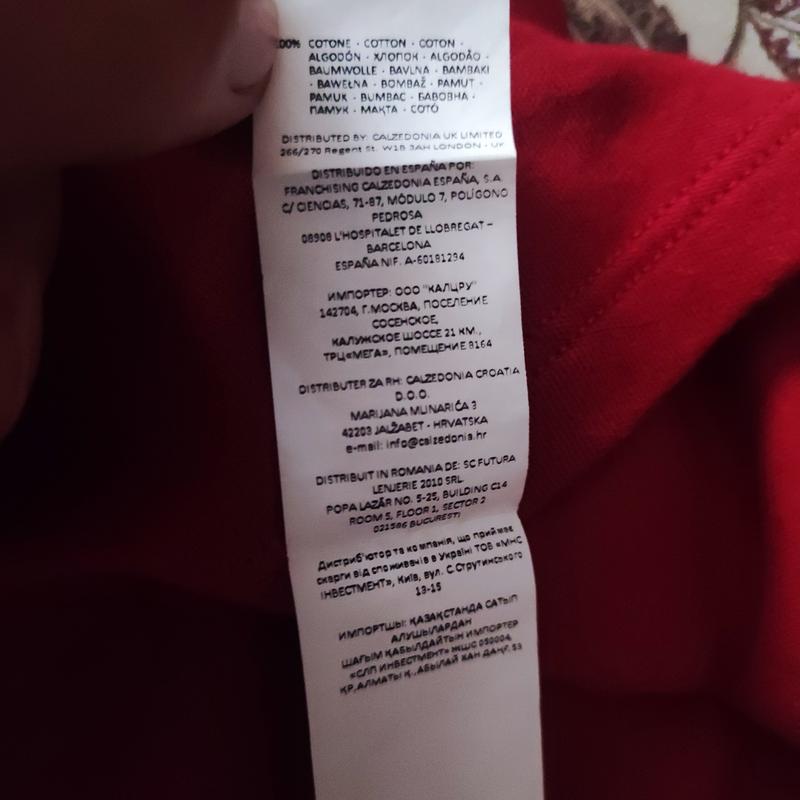 100% COTONE · COTTON · COTON ·
ALGODÓN · ХЛОПОК · ALGODÃO ·
BAUMWOLLE · BAVLNA · BAMBAKI
· BAWEŁNA · BOMBAŽ · PAMUT ·
PAMUK · BUMBAC · БАВОВНА ·
ПАМУК · МАҚТА · COTÓ
DISTRIBUTED BY: CALZEDONIA UK LIMITED
266/270 Regent St. W1B 3AH LONDON - UK
DISTRIBUIDO EN ESPAÑA POR:
FRANCHISING CALZEDONIA ESPAÑA, S.A.
C/ CIENCIAS, 71-87, MÓDULO 7, POLÍGONO
PEDROSA
08908 L'HOSPITALET DE LLOBREGAT –
BARCELONA
ESPAÑA NIF. A-60181294
ИМПОРТЕР: ООО "КАЛЦРУ"
142704, Г.МОСКВА, ПОСЕЛЕНИЕ
СОСЕНСКОЕ,
КАЛУЖСКОЕ ШОССЕ 21 КМ.,
ТРЦ«МЕГА», ПОМЕЩЕНИЕ B164
DISTRIBUTER ZA RH: CALZEDONIA CROATIA
D.O.O.
MARIJANA MLINARIĆA 3
42203 JALŽABET - HRVATSKA
e-mail: info@calzedonia.hr
DISTRIBUIT IN ROMANIA DE: SC FUTURA
LENJERIE 2010 SRL
POPA LAZĂR NO. 5-25, BUILDING C14
ROOM 5, FLOOR 1, SECTOR 2
021586 BUCURESTI
Дистриб'ютор та компанія, що приймає
скарги від споживачів в Україні ТОВ «МНС
ІНВЕСТМЕНТ», Київ, вул. С.Струтинського
13-15
ИМПОРТШЫ: ҚАЗАҚСТАНДА САТЫП
АЛУШЫЛАРДАН
ШАҒЫМ ҚАБЫЛДАЙТЫН ИМПОРТЕР
«СЛП ИНВЕСТМЕНТ» ЖШС 050004,
ҚР,АЛМАТЫ Қ.,АБЫЛАЙ ХАН ДАҢҒ. 53